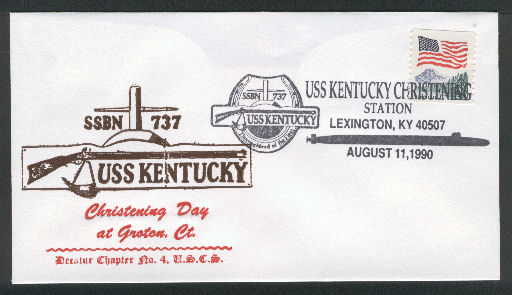 SSBN 737
USS KENTUCKY
Christening Day
at Groton, Ct.
Decatur Chapter No. 4, U.S.C.S.
SSBN 737
USS KENTUCKY
USS KENTUCKY CHRISTENING
STATION
LEXINGTON, KY 40507
AUGUST 11, 1990